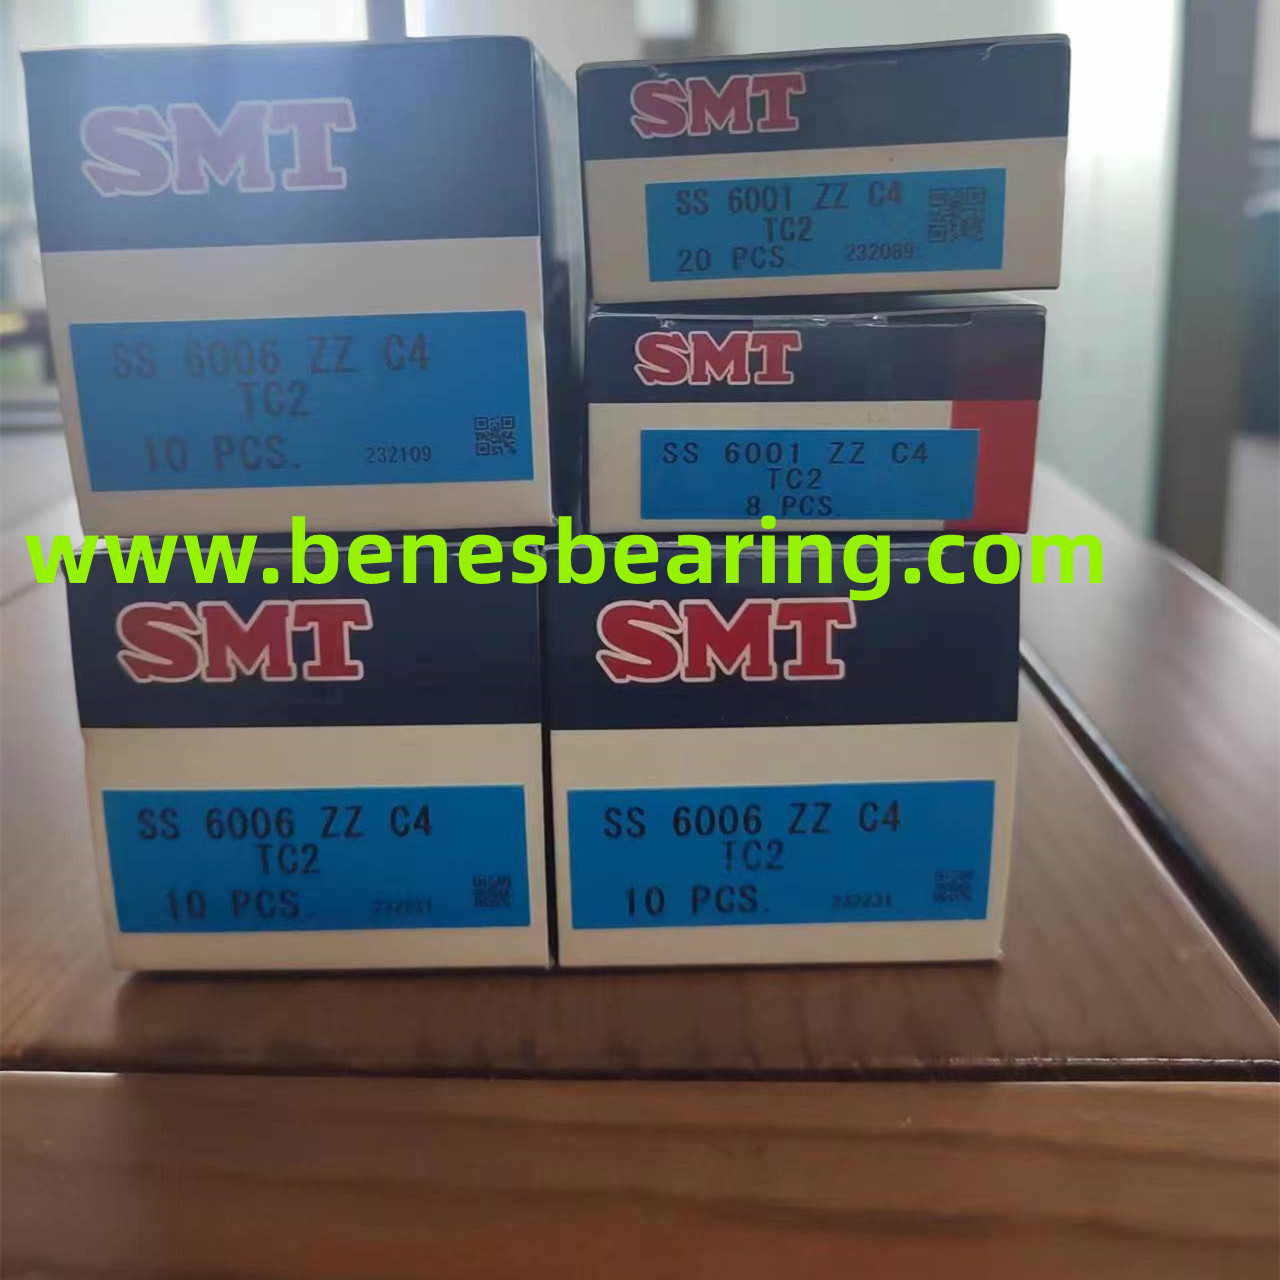 SMT
SS 6006 ZZ C4
TC2
10 PCS.
232109
SMT
SS 6001 ZZ C4
TC2
20 PCS.
232089
SMT
SS 6001 ZZ C4
TC2
8 PCS
www.benesbearing.com
SMT
SS 6006 ZZ C4
TC2
10 PCS.
SMT
SS 6006 ZZ C4
TC2
10 PCS.
232231